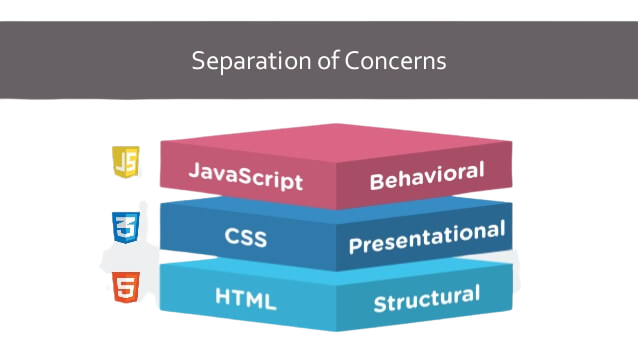 Separation of Concerns
JS
JavaScript Behavioral
3
CSS Presentational
5
HTML Structural